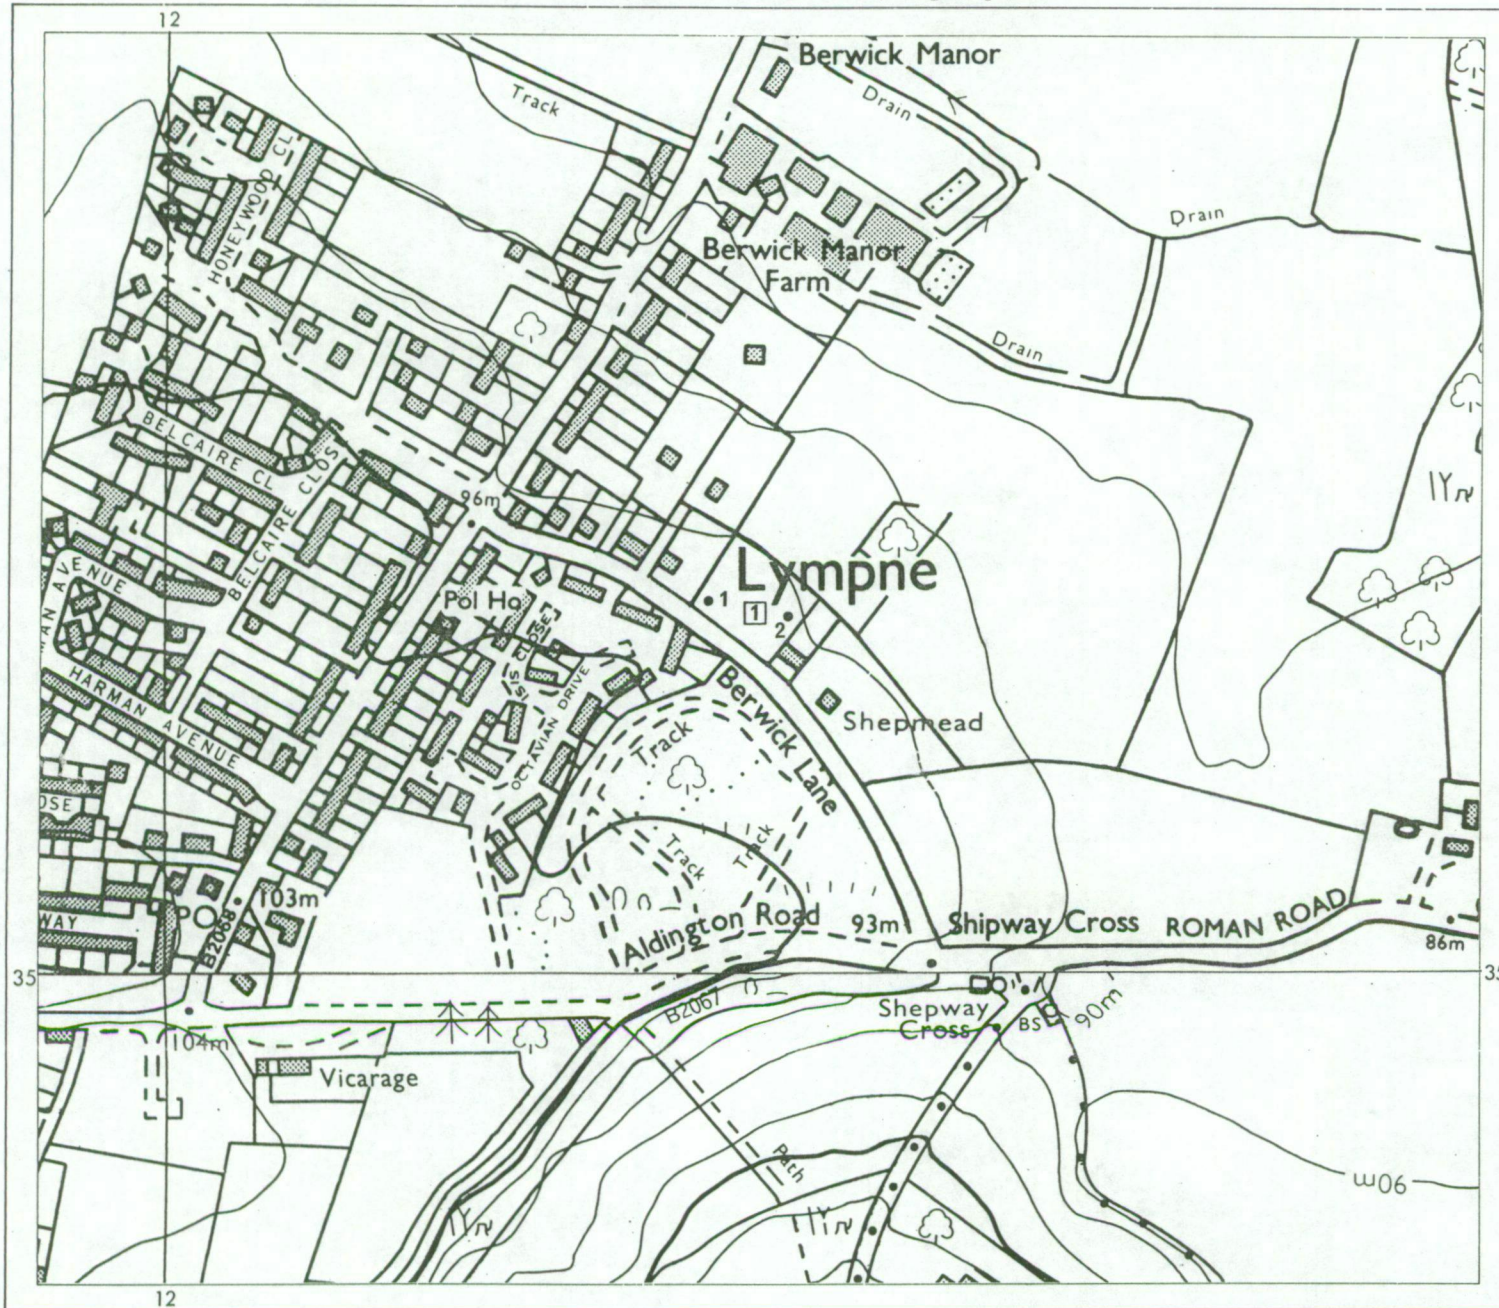 12
Berwick Manor
Track
Drain
HONEYWOOD CL
Drain
Berwick Manor
Farm
Drain
BELCAIRE CL
BELCAIRE CLOS
96m
Lympne
AVENUE
Pol Ho
1
1
2
CLOSE
ISIS
OCTAVIAN DRIVE
HARMAN AVENUE
Berwick Lane
Shepmead
Track
Track
Track
OSE
103m
PO
WAY
B2068
Aldington Road
93m
Shipway Cross
ROMAN ROAD
86m
35
35
B2067
Shepway
Cross
BS
90m
104m
Vicarage
Path
90m
12